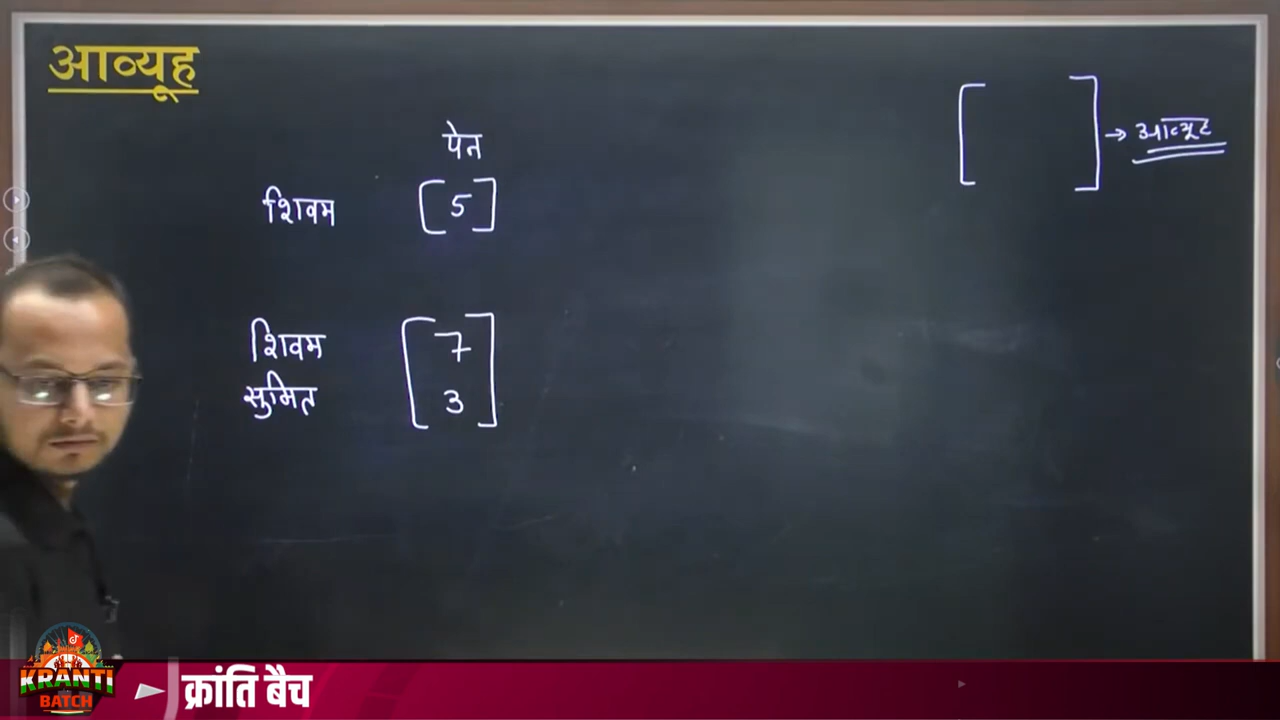 आव्यूह
पेन
[ ] → आव्यूह
शिवम [5]
शिवम [7
सुमित 3]
KRANTI
BATCH
क्रांति बैच